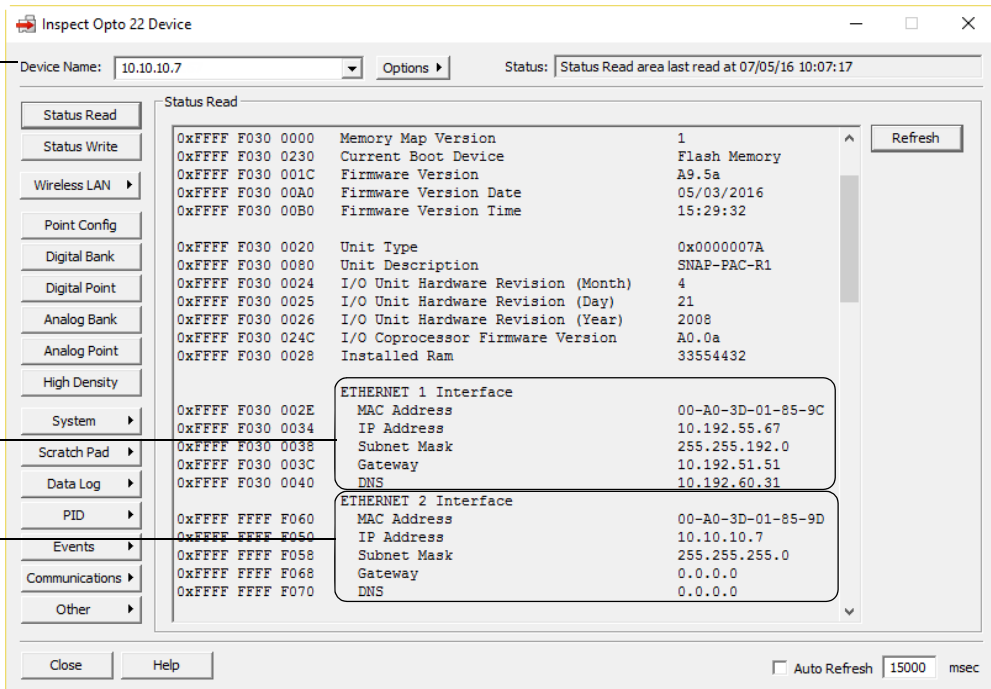 Inspect Opto 22 Device
Device Name: 10.10.10.7 Options Status: Status Read area last read at 07/05/16 10:07:17
Status Read
Status Write
Wireless LAN
Point Config
Digital Bank
Digital Point
Analog Bank
Analog Point
High Density
System
Scratch Pad
Data Log
PID
Events
Communications
Other
Status Read
0xFFFF F030 0000 Memory Map Version 1
0xFFFF F030 0230 Current Boot Device Flash Memory
0xFFFF F030 001C Firmware Version A9.5a
0xFFFF F030 00A0 Firmware Version Date 05/03/2016
0xFFFF F030 00B0 Firmware Version Time 15:29:32
0xFFFF F030 0020 Unit Type 0x0000007A
0xFFFF F030 0080 Unit Description SNAP-PAC-R1
0xFFFF F030 0024 I/O Unit Hardware Revision (Month) 4
0xFFFF F030 0025 I/O Unit Hardware Revision (Day) 21
0xFFFF F030 0026 I/O Unit Hardware Revision (Year) 2008
0xFFFF F030 024C I/O Coprocessor Firmware Version A0.0a
0xFFFF F030 0028 Installed Ram 33554432
ETHERNET 1 Interface
0xFFFF F030 002E MAC Address 00-A0-3D-01-85-9C
0xFFFF F030 0034 IP Address 10.192.55.67
0xFFFF F030 0038 Subnet Mask 255.255.192.0
0xFFFF F030 003C Gateway 10.192.51.51
0xFFFF F030 0040 DNS 10.192.60.31
ETHERNET 2 Interface
0xFFFF FFFF F060 MAC Address 00-A0-3D-01-85-9D
0xFFFF FFFF F050 IP Address 10.10.10.7
0xFFFF FFFF F058 Subnet Mask 255.255.255.0
0xFFFF FFFF F068 Gateway 0.0.0.0
0xFFFF FFFF F070 DNS 0.0.0.0
Refresh
Close Help Auto Refresh 15000 msec